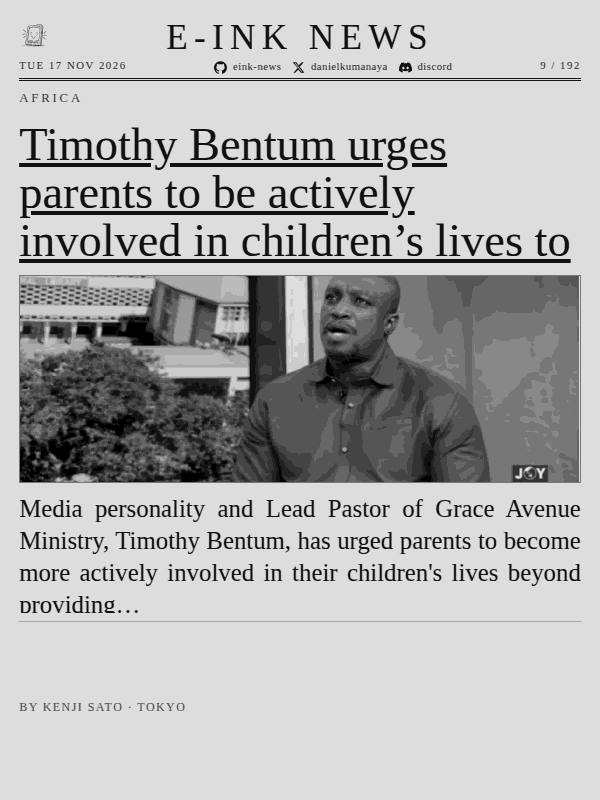 E-INK NEWS
TUE 17 NOV 2026
eink-news danielkumanaya discord
9 / 192
AFRICA
Timothy Bentum urges
parents to be actively
involved in children’s lives to
JOY
Media personality and Lead Pastor of Grace Avenue
Ministry, Timothy Bentum, has urged parents to become
more actively involved in their children's lives beyond
providing…
BY KENJI SATO · TOKYO